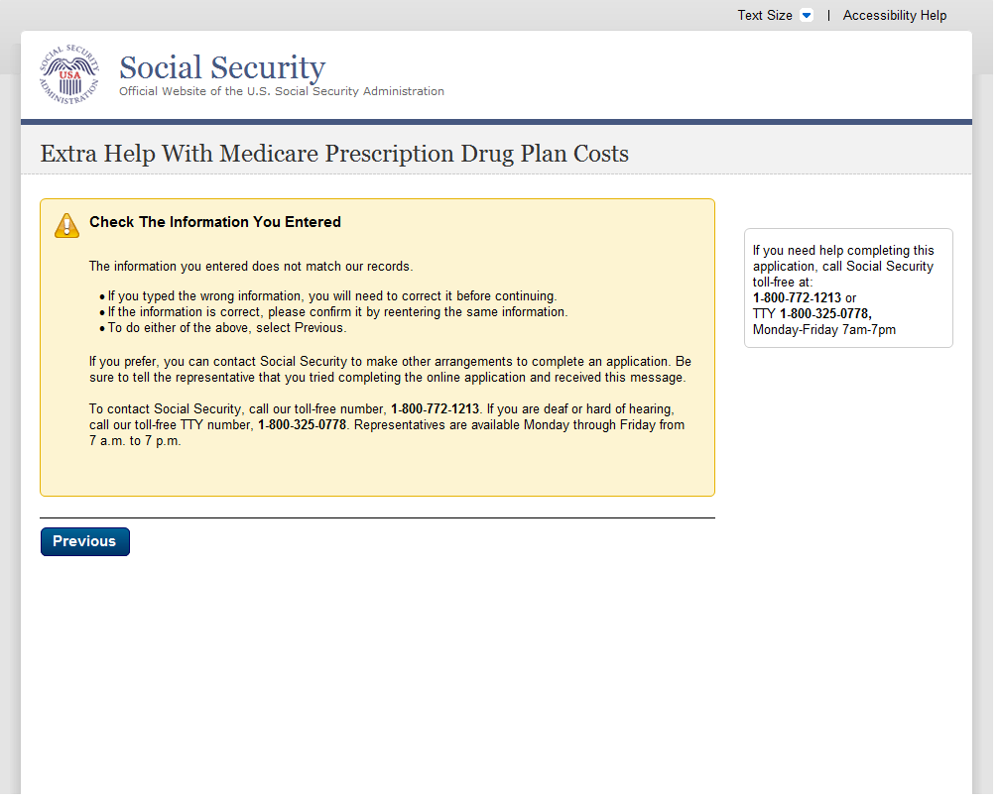 Text Size | Accessibility Help
SOCIAL SECURITY ADMINISTRATION
USA
Social Security
Official Website of the U.S. Social Security Administration
Extra Help With Medicare Prescription Drug Plan Costs
Check The Information You Entered
The information you entered does not match our records.
• If you typed the wrong information, you will need to correct it before continuing.
• If the information is correct, please confirm it by reentering the same information.
• To do either of the above, select Previous.
If you prefer, you can contact Social Security to make other arrangements to complete an application. Be
sure to tell the representative that you tried completing the online application and received this message.
To contact Social Security, call our toll-free number, 1-800-772-1213. If you are deaf or hard of hearing,
call our toll-free TTY number, 1-800-325-0778. Representatives are available Monday through Friday from
7 a.m. to 7 p.m.
If you need help completing this
application, call Social Security
toll-free at:
1-800-772-1213 or
TTY 1-800-325-0778,
Monday-Friday 7am-7pm
Previous